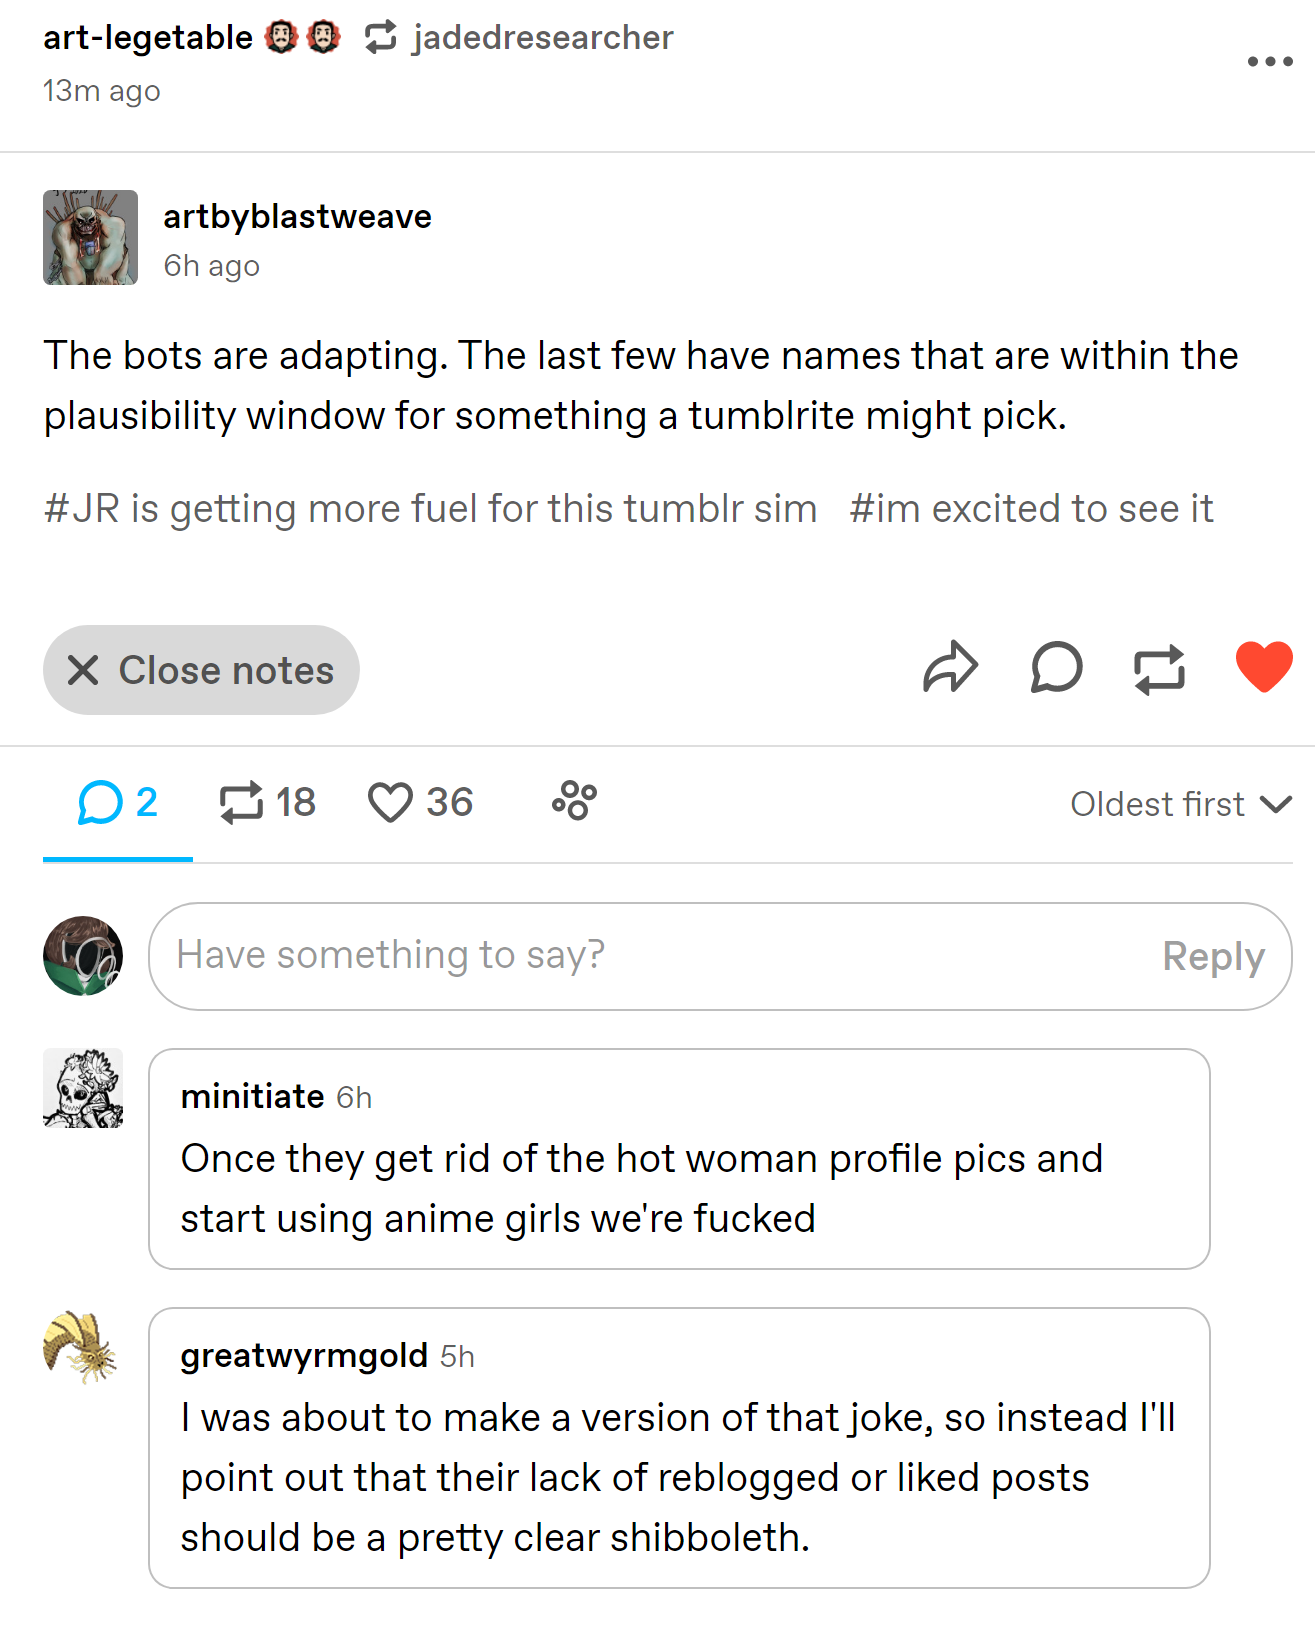 art-legetable jadedresearcher
13m ago
artbyblastweave
6h ago
The bots are adapting. The last few have names that are within the
plausibility window for something a tumblrite might pick.
#JR is getting more fuel for this tumblr sim #im excited to see it
Close notes
2 18 36 Oldest first
Have something to say? Reply
minitiate 6h
Once they get rid of the hot woman profile pics and
start using anime girls we're fucked
greatwyrmgold 5h
I was about to make a version of that joke, so instead I'll
point out that their lack of reblogged or liked posts
should be a pretty clear shibboleth.